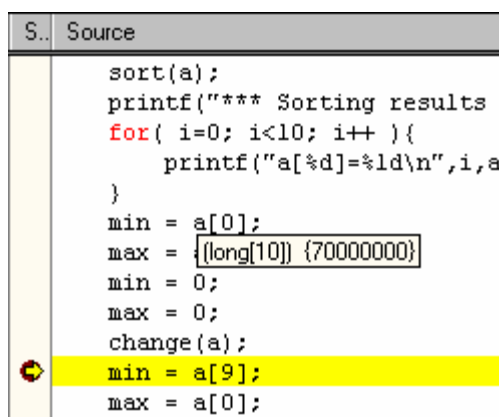 S.. Source
sort(a);
printf("*** Sorting results
for( i=0; i<10; i++ ){
printf("a[%d]=%ld\n",i,a
}
min = a[0];
max =
(long[10]) {70000000}
min = 0;
max = 0;
change(a);
min = a[9];
max = a[0];